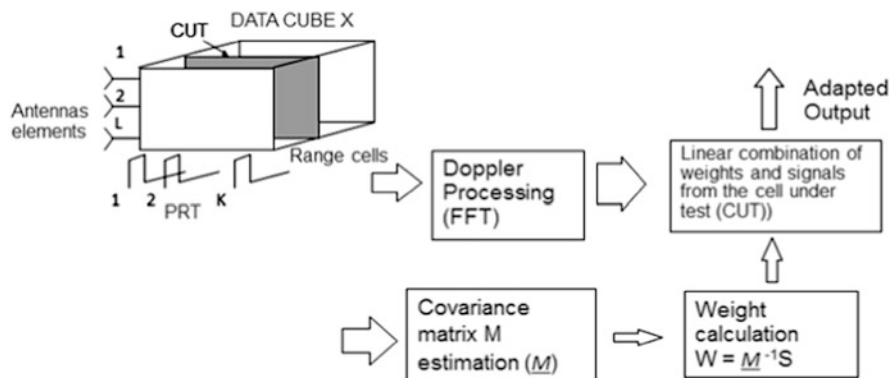 DATA CUBE X
CUT
1
2
L
Antennas
elements
Range cells
1 2 K
PRT
Doppler
Processing
(FFT)
Adapted
Output
Linear combination of
weights and signals
from the cell under
test (CUT))
Covariance
matrix M
estimation (M)
Weight
calculation
W = M -1S